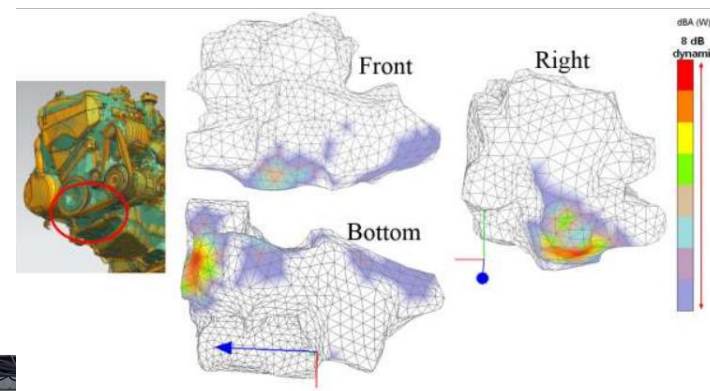 Front
Right
Bottom
dBA (W)
8 dB
dynami